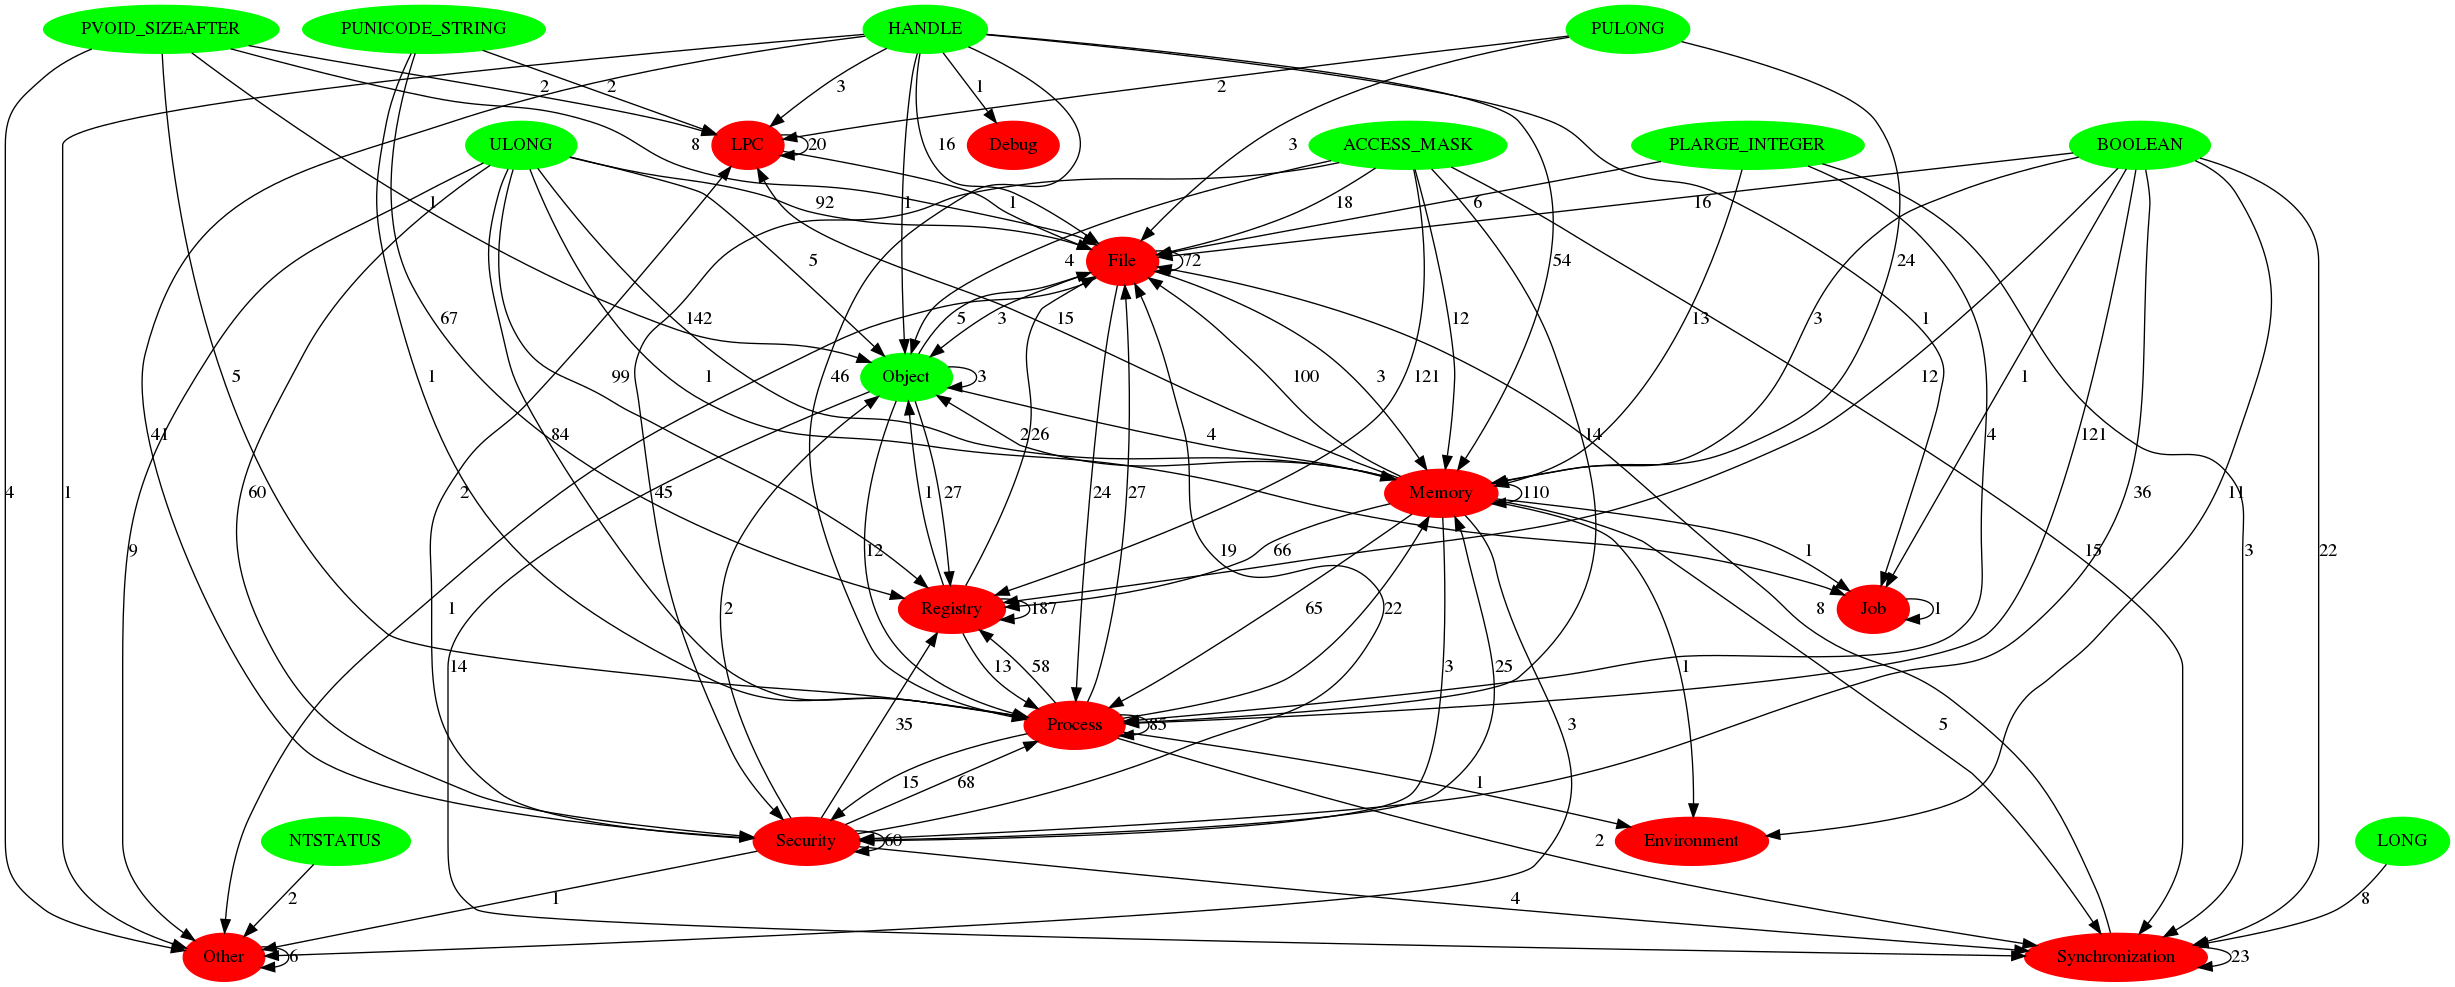 PVOID_SIZEAFTER PUNICODE_STRING HANDLE PULONG
2 2 3 1 2
ULONG LPC 20 8 16 Debug 3 ACCESS_MASK PLARGE_INTEGER BOOLEAN
1 92 1 1 18 6 16
5 4 File 72 54 24
67 142 15 12 13 3 1
1 5 1 99 46 Object 3 5 3 100 3 121 12 1
41 84 2 26 4 14 4 121
4 1 60 2 45 1 27 24 27 Memory 110 36 11
9 12 19 66 1 15 3 22
1 2 Registry 187 65 22 8 Job 1
14 13 58 3 25 1
35 Process 85 3 5
15 68 1
NTSTATUS Security 60 2 Environment LONG
2 1 4 8
Other 6 Synchronization 23